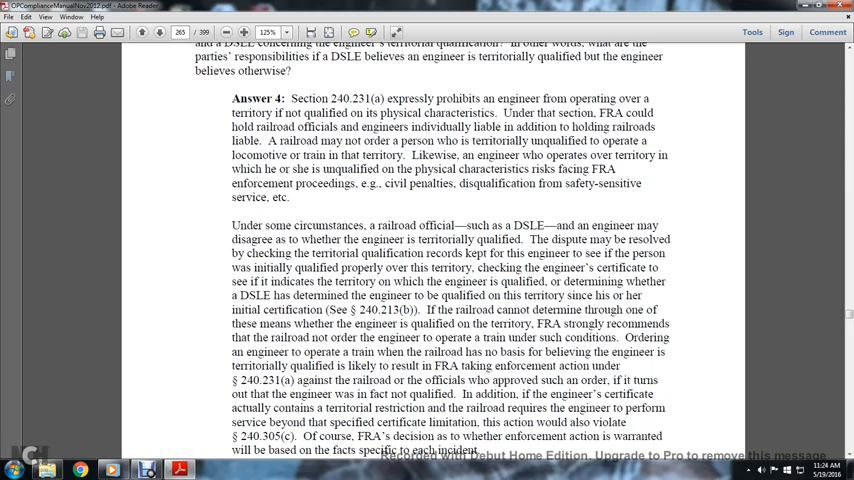 OPComplianceManualNov2012.pdf - Adobe Reader
File Edit View Window Help
265 / 399 125% Tools Sign Comment
and a DSLE concerning the engineer's territorial qualification? In other words, what are the
parties' responsibilities if a DSLE believes an engineer is territorially qualified but the engineer
believes otherwise?
Answer 4: Section 240.231(a) expressly prohibits an engineer from operating over a
territory if not qualified on its physical characteristics. Under that section, FRA could
hold railroad officials and engineers individually liable in addition to holding railroads
liable. A railroad may not order a person who is territorially unqualified to operate a
locomotive or train in that territory. Likewise, an engineer who operates over territory in
which he or she is unqualified on the physical characteristics risks facing FRA
enforcement proceedings, e.g., civil penalties, disqualification from safety-sensitive
service, etc.
Under some circumstances, a railroad official—such as a DSLE—and an engineer may
disagree as to whether the engineer is territorially qualified. The dispute may be resolved
by checking the territorial qualification records kept for this engineer to see if the person
was initially qualified properly over this territory, checking the engineer's certificate to
see if it indicates the territory on which the engineer is qualified, or determining whether
a DSLE has determined the engineer to be qualified on this territory since his or her
initial certification (See § 240.213(b)). If the railroad cannot determine through one of
these means whether the engineer is qualified on the territory, FRA strongly recommends
that the railroad not order the engineer to operate a train under such conditions. Ordering
an engineer to operate a train when the railroad has no basis for believing the engineer is
territorially qualified is likely to result in FRA taking enforcement action under
§ 240.231(a) against the railroad or the officials who approved such an order, if it turns
out that the engineer was in fact not qualified. In addition, if the engineer's certificate
actually contains a territorial restriction and the railroad requires the engineer to perform
service beyond that specified certificate limitation, this action would also violate
§ 240.305(c). Of course, FRA's decision as to whether enforcement action is warranted
will be based on the facts specific to each incident.
Recorded with Debut Home Edition. Upgrade to Pro to remove this message
NCH
11:24 AM
5/19/2016